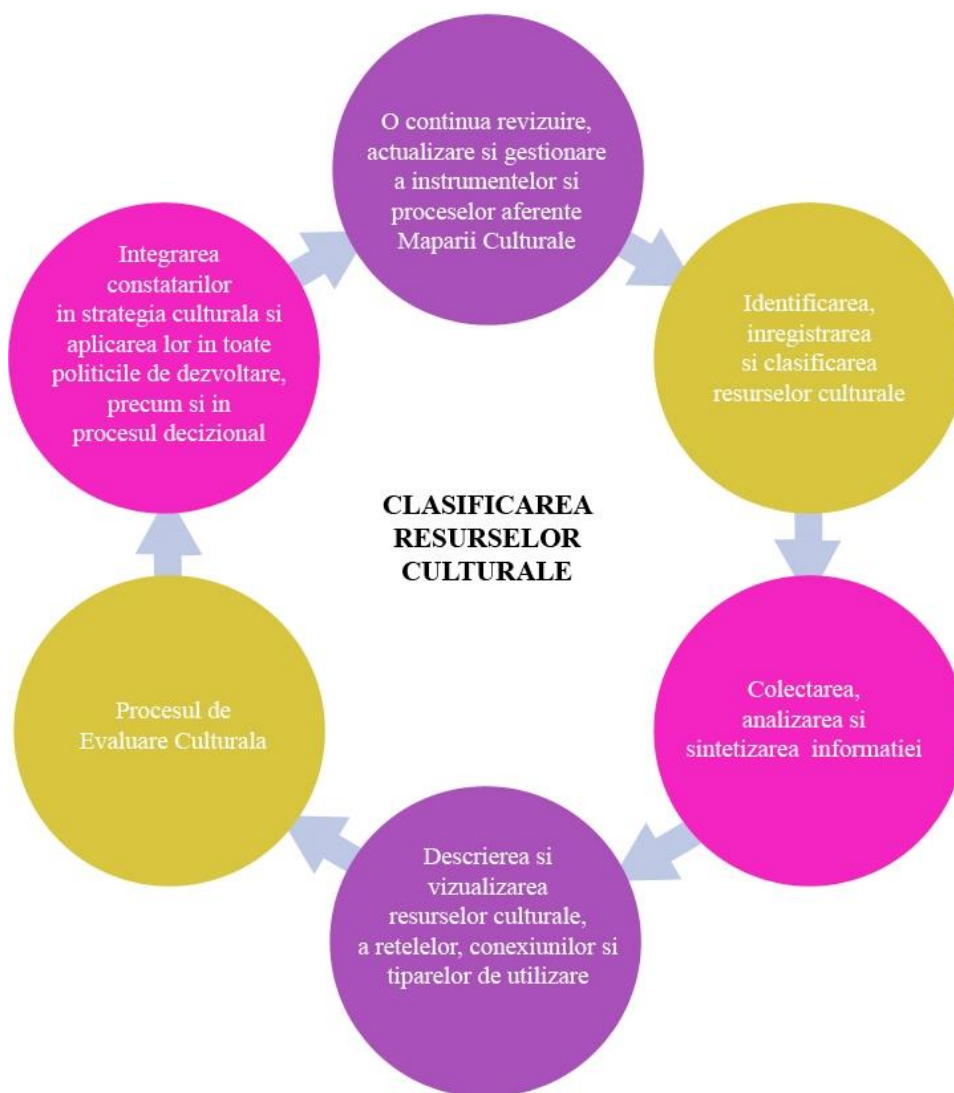 O continua revizuire,
actualizare si gestionare
a instrumentelor si
proceselor aferente
Maparii Culturale
Identificarea,
inregistrarea
si clasificarea
resurselor culturale
Colectarea,
analizarea si
sintetizarea informatiei
Descrierea si
vizualizarea
resurselor culturale,
a retelelor, conexiunilor si
tiparelor de utilizare
Procesul de
Evaluare Culturala
Integrarea
constatarilor
in strategia culturala si
aplicarea lor in toate
politicile de dezvoltare,
precum si in
procesul decizional
CLASIFICAREA
RESURSELOR
CULTURALE